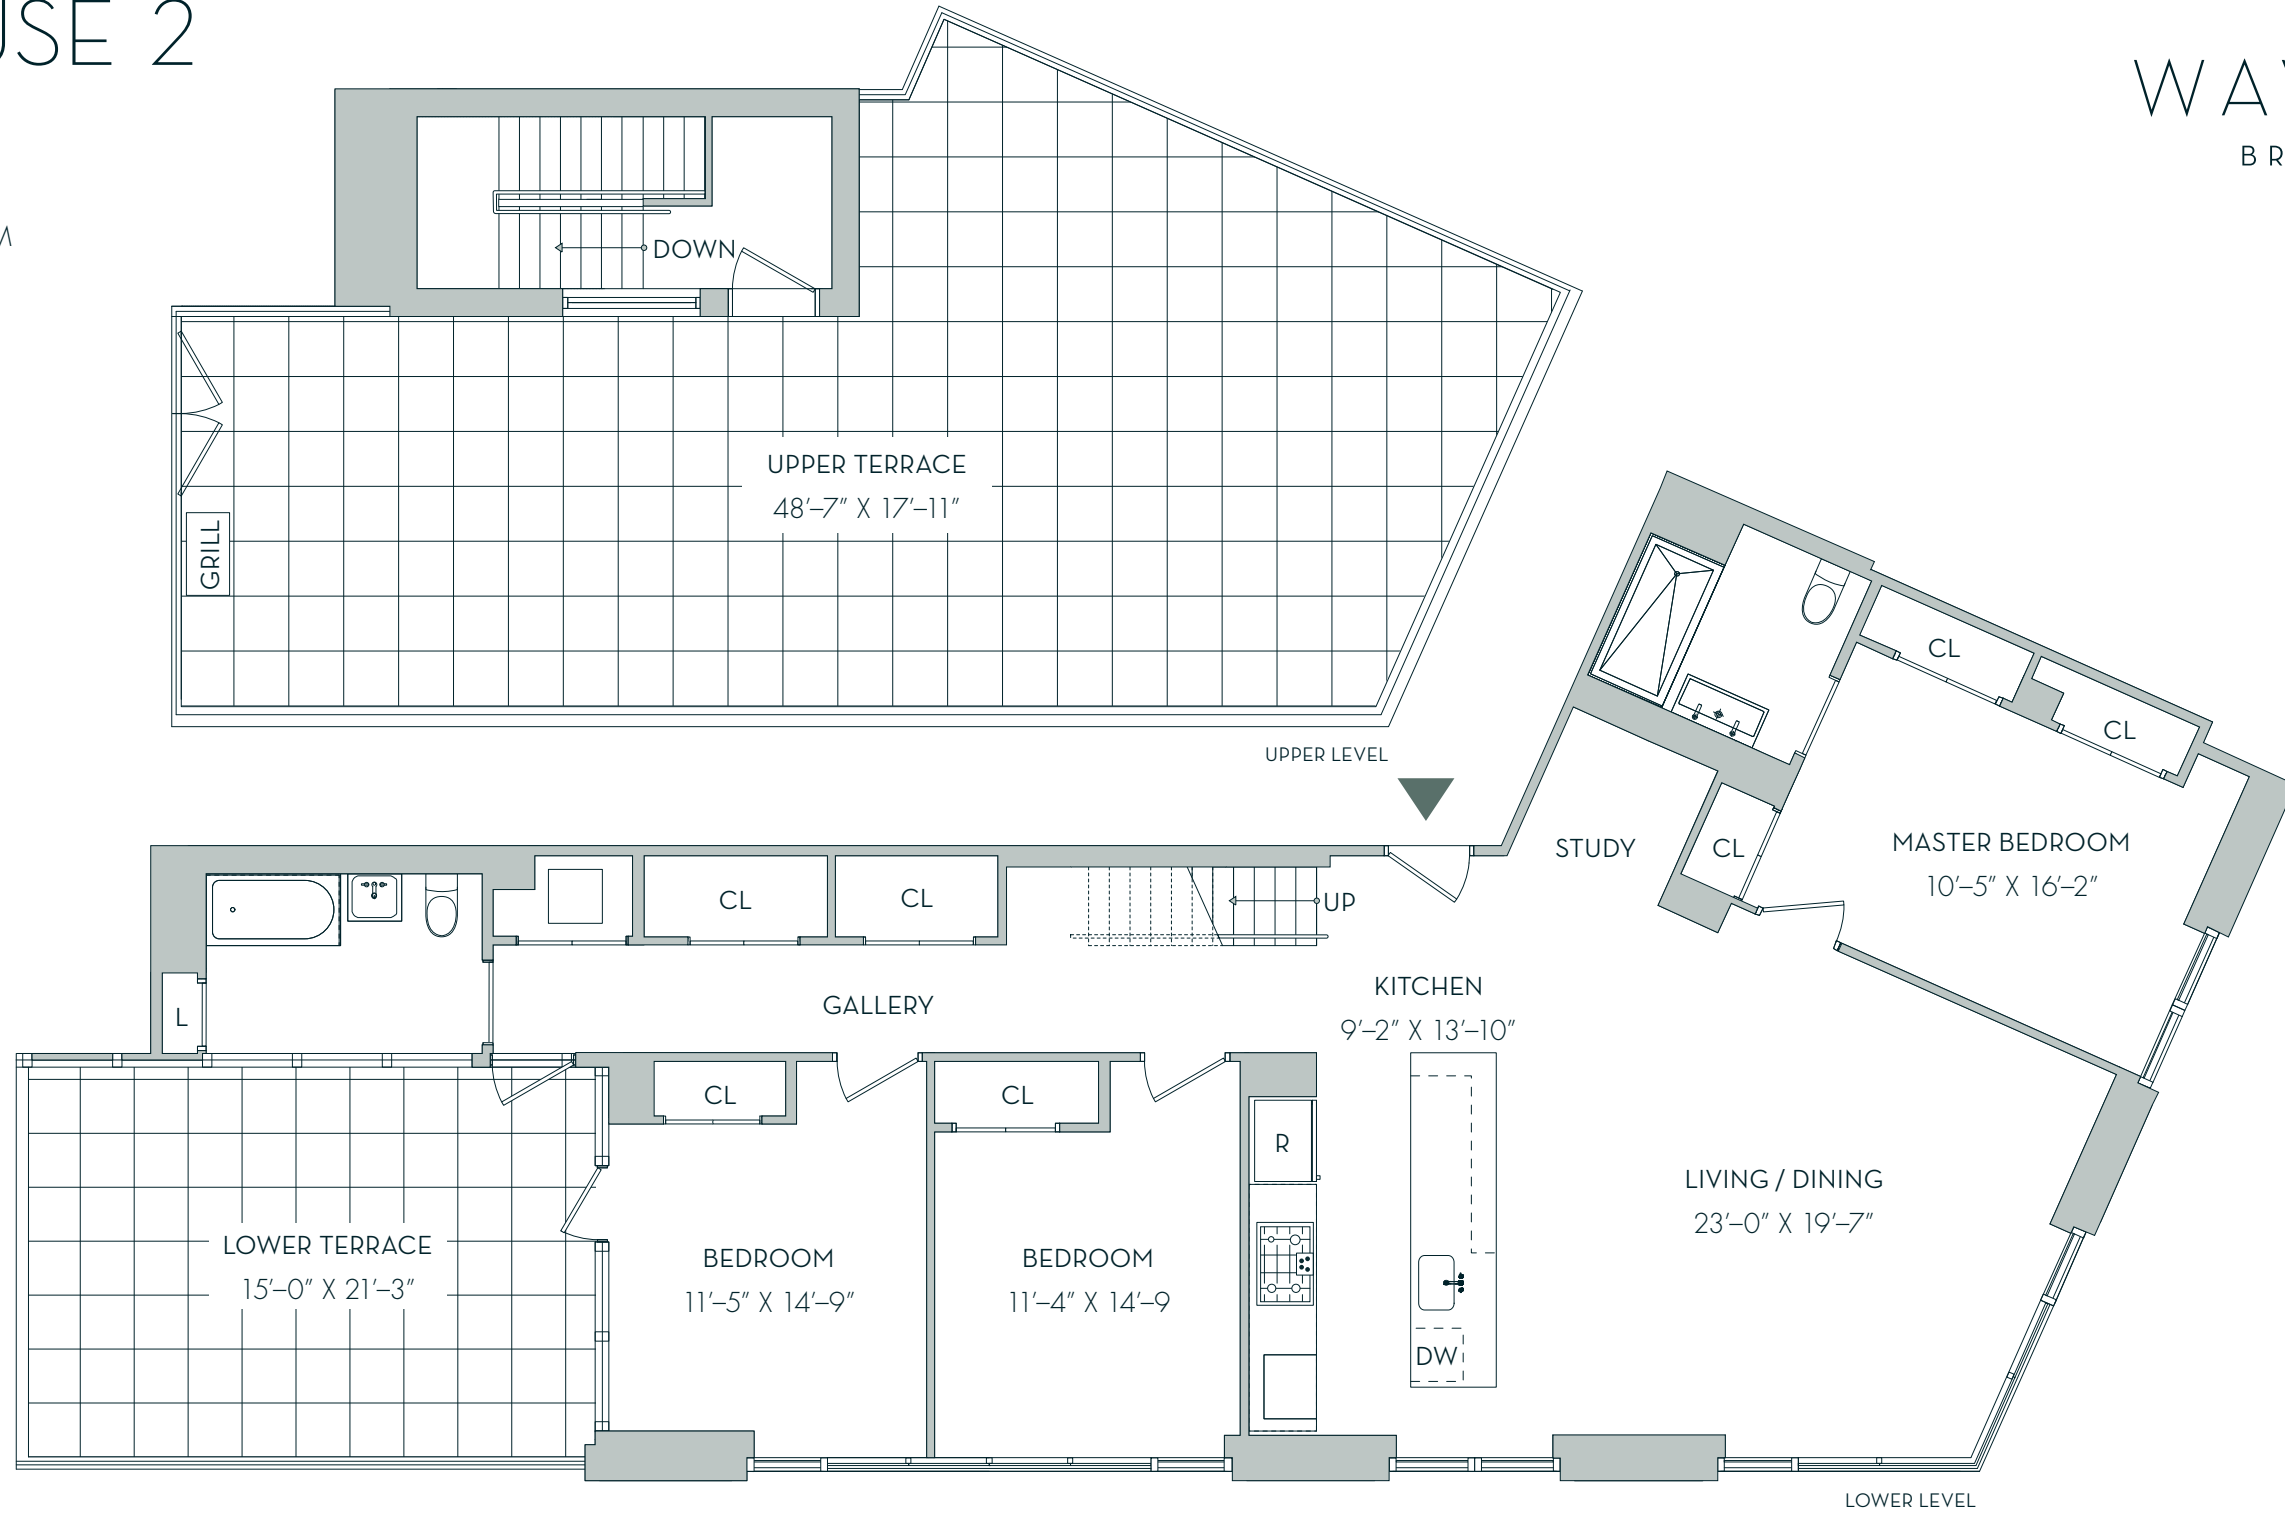 USE 2
WA
BR
DOWN
UPPER TERRACE
48'–7" X 17'–11"
GRILL
UPPER LEVEL
CL
CL
STUDY
CL
MASTER BEDROOM
10'–5" X 16'–2"
CL
CL
UP
L
GALLERY
KITCHEN
9'–2" X 13'–10"
CL
CL
R
LIVING / DINING
23'–0" X 19'–7"
LOWER TERRACE
15'–0" X 21'–3"
BEDROOM
11'–5" X 14'–9"
BEDROOM
11'–4" X 14'–9
DW
LOWER LEVEL